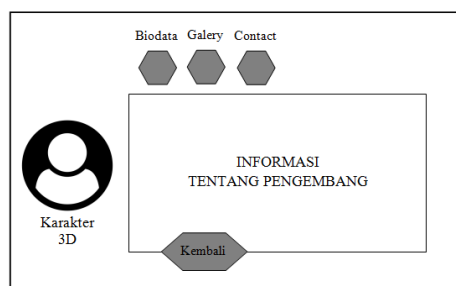 Biodata Galery Contact
INFORMASI
TENTANG PENGEMBANG
Karakter
3D
Kembali